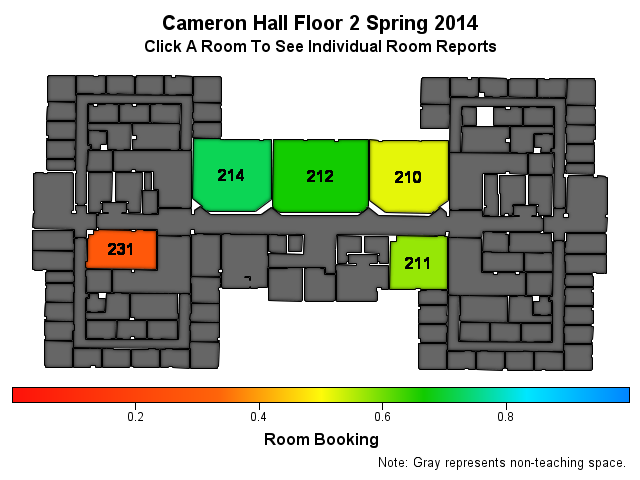 Cameron Hall Floor 2 Spring 2014
Click A Room To See Individual Room Reports
214
212
210
231
211
0.2
0.4
0.6
0.8
Room Booking
Note: Gray represents non-teaching space.